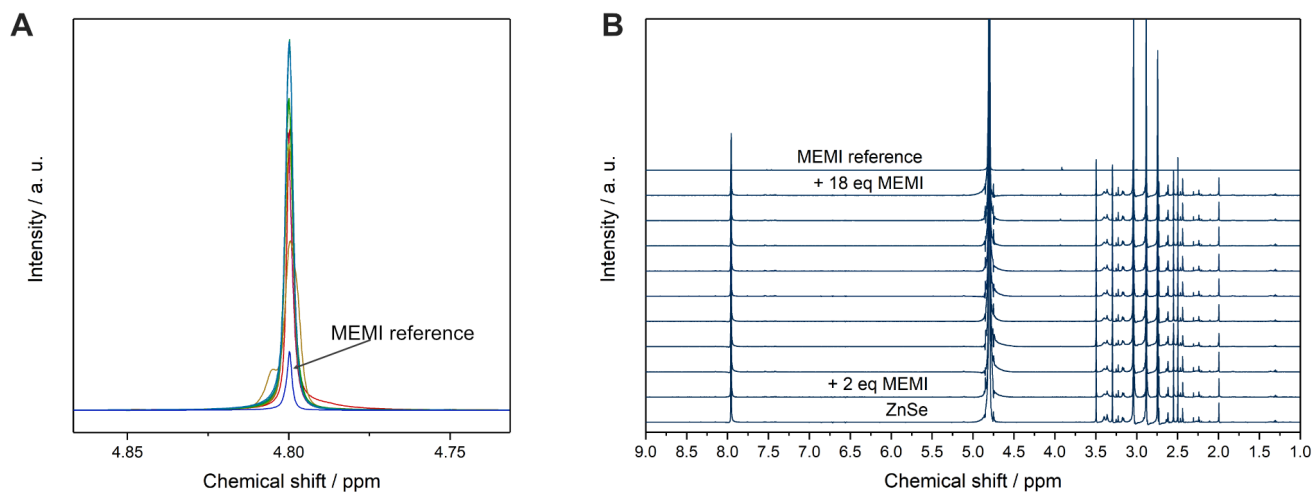 A
Intensity / a. u.
MEMI reference
4.85
4.80
4.75
Chemical shift / ppm
B
Intensity / a. u.
MEMI reference
+ 18 eq MEMI
+ 2 eq MEMI
ZnSe
9.0 8.5 8.0 7.5 7.0 6.5 6.0 5.5 5.0 4.5 4.0 3.5 3.0 2.5 2.0 1.5 1.0
Chemical shift / ppm